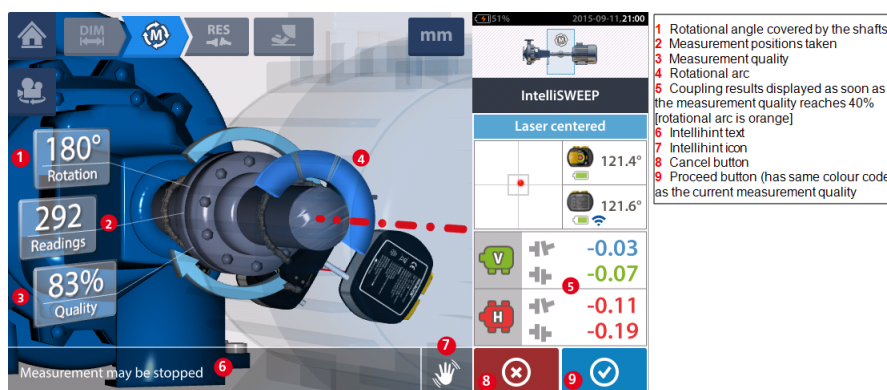 DIM
M
RES
mm
51%
2015-09-11,21:00
M
IntelliSWEEP
Laser centered
121.4°
121.6°
1
180°
Rotation
292
Readings
2
3
83%
Quality
4
V
-0.03
-0.07
5
H
-0.11
-0.19
Measurement may be stopped
6
7
8
9
1 Rotational angle covered by the shafts
2 Measurement positions taken
3 Measurement quality
4 Rotational arc
5 Coupling results displayed as soon as
the measurement quality reaches 40%
[rotational arc is orange]
6 Intellihint text
7 Intellihint icon
8 Cancel button
9 Proceed button (has same colour code
as the current measurement quality